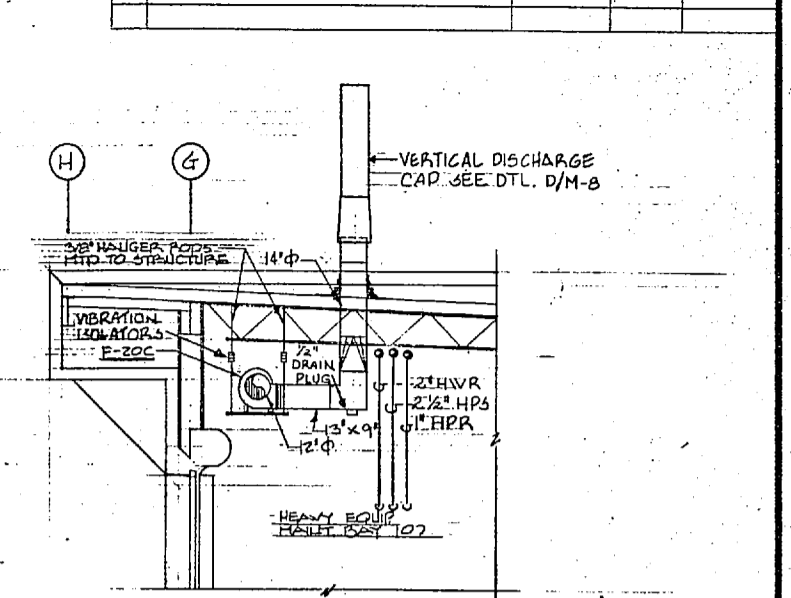 VERTICAL DISCHARGE
CAP SEE DTL. D/M-8
H
G
3/8" HANGER RODS
MTD TO STRUCTURE
14"Φ
VIBRATION
ISOLATORS
F-20C
1/2"
DRAIN
PLUG
2" HWR
2 1/2" HPS
1" HPR
13" x 9"
12"Φ
HEAVY EQUIP
MAINT BAY 107